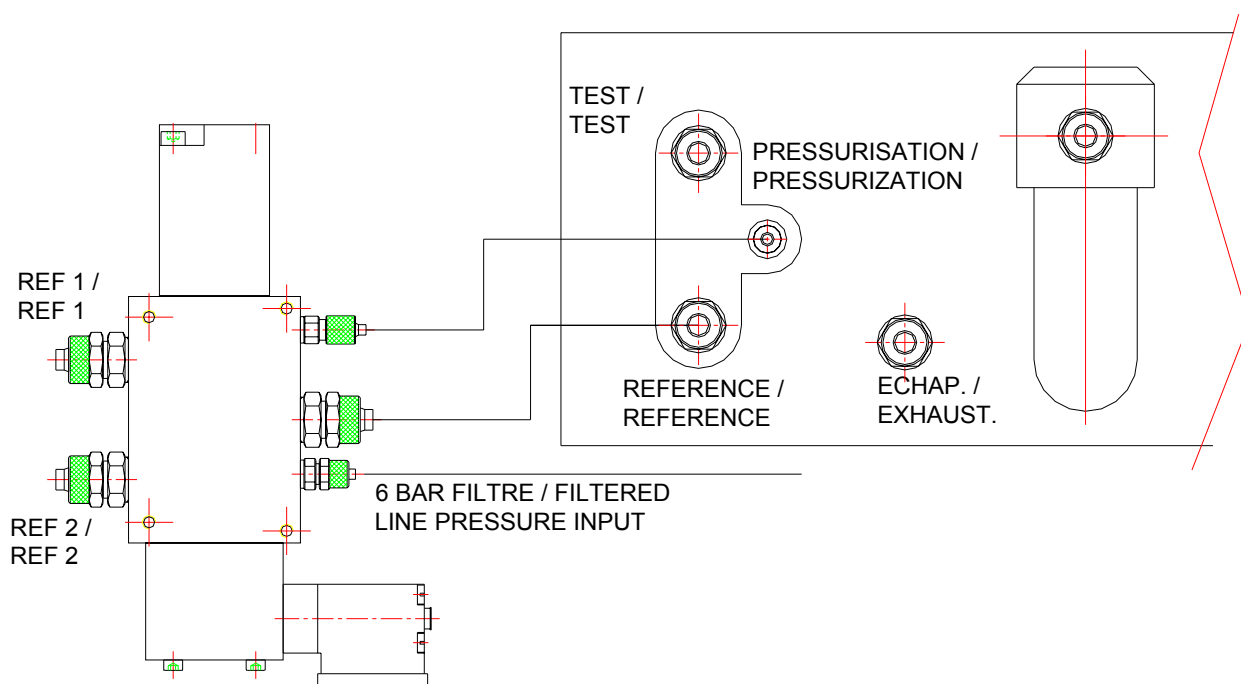 TEST /
TEST
PRESSURISATION /
PRESSURIZATION
REF 1 /
REF 1
REFERENCE /
REFERENCE
ECHAP. /
EXHAUST.
6 BAR FILTRE / FILTERED
LINE PRESSURE INPUT
REF 2 /
REF 2